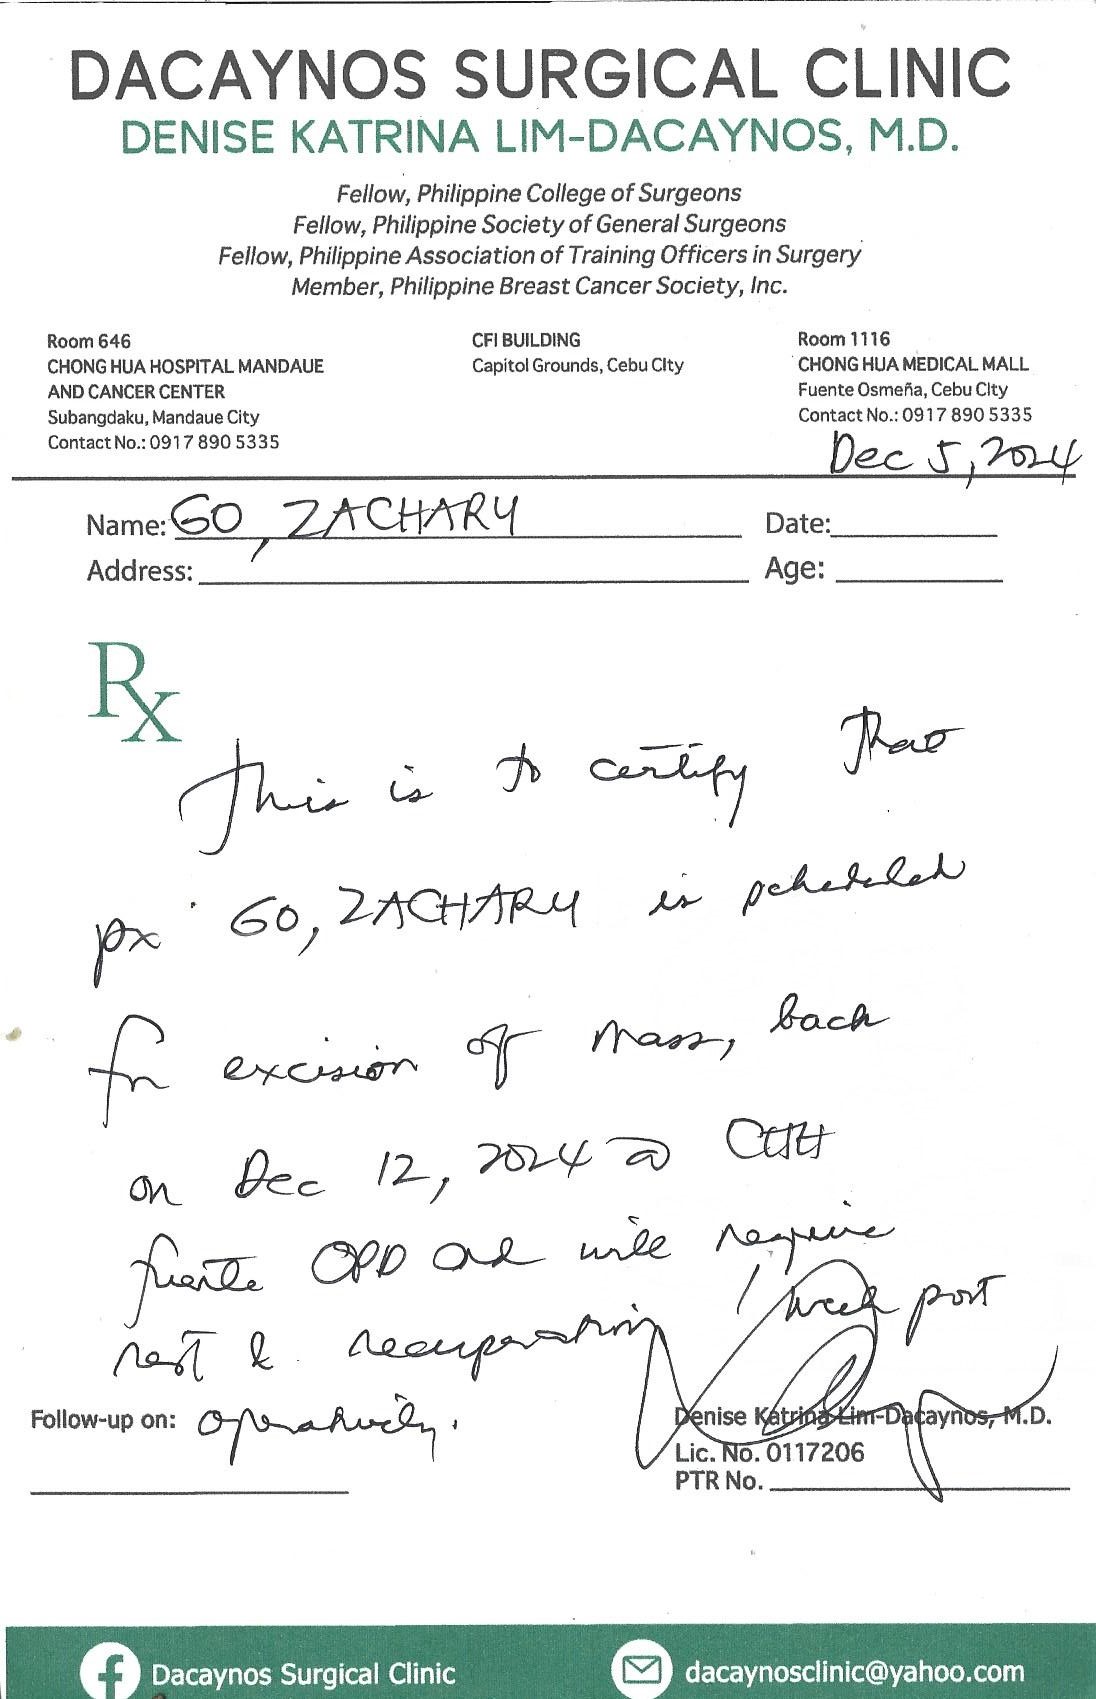 DACAYNOS SURGICAL CLINIC
DENISE KATRINA LIM-DACAYNOS, M.D.
Fellow, Philippine College of Surgeons
Fellow, Philippine Society of General Surgeons
Fellow, Philippine Association of Training Officers in Surgery
Member, Philippine Breast Cancer Society, Inc.
Room 646
CHONG HUA HOSPITAL MANDAUE
AND CANCER CENTER
Subangdaku, Mandaue City
Contact No.: 0917 890 5335
CFI BUILDING
Capitol Grounds, Cebu CIty
Room 1116
CHONG HUA MEDICAL MALL
Fuente Osmeña, Cebu CIty
Contact No.: 0917 890 5335
Dec 5, 2024
Name: GO, ZACHARY
Date:
Address:
Age:
Rx
This is to certify that
px GO, ZACHARY is scheduled
for excision of mass, back
on Dec 12, 2024 @ CHH
fuente OPD and will require
rest & recuperation 1 week post
operatively.
Follow-up on:
Denise Katrina Lim-Dacaynos, M.D.
Lic. No. 0117206
PTR No.
Dacaynos Surgical Clinic
dacaynosclinic@yahoo.com